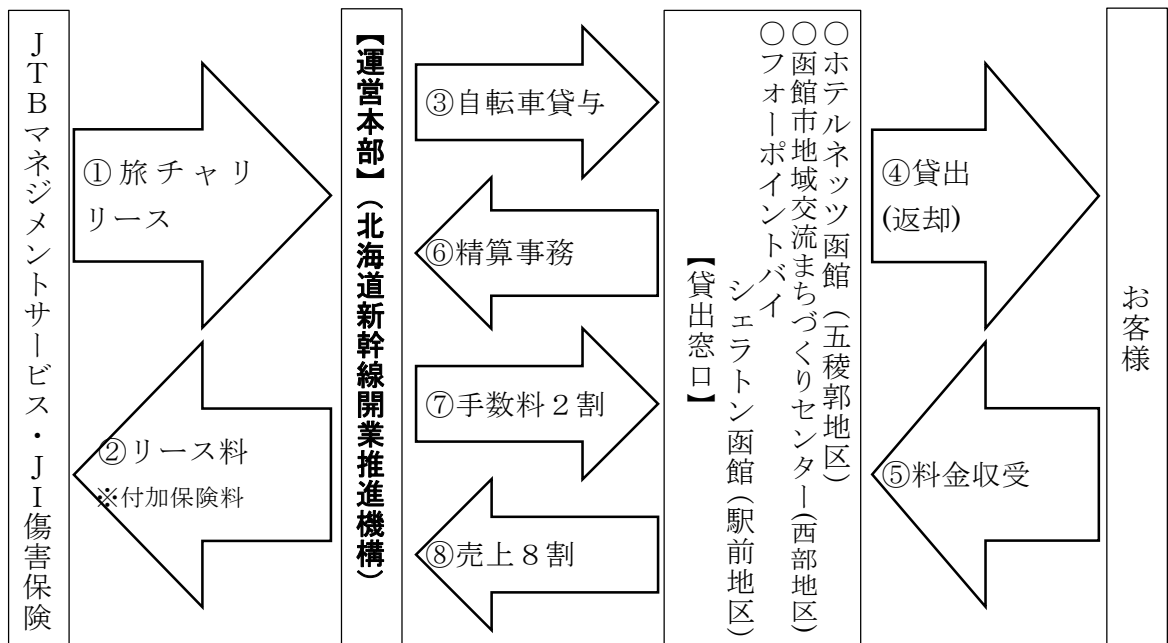 JTBマネジメントサービス・JI傷害保険
①旅チャリ
リース
②リース料
※付加保険料
【運営本部】(北海道新幹線開業推進機構)
③自転車貸与
⑥精算事務
⑦手数料２割
⑧売上８割
○ホテルネッツ函館（五稜郭地区）
○函館市地域交流まちづくりセンター(西部地区)
○フォーポイントバイ
シェラトン函館(駅前地区)
【貸出窓口】
④貸出
(返却)
⑤料金収受
お客様